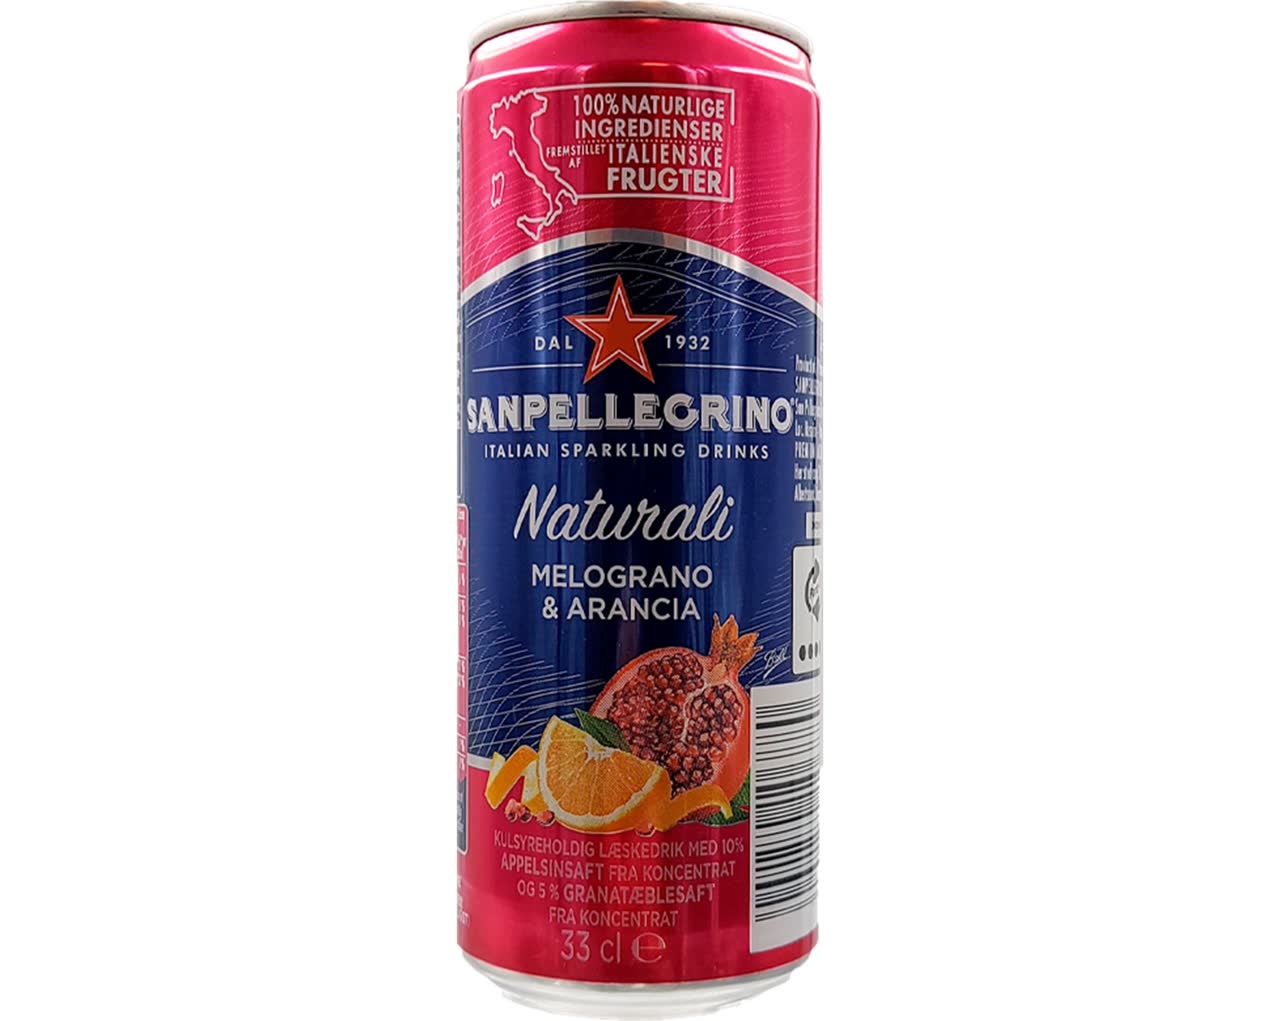 100% NATURLIGE
INGREDIENSER
FREMSTILLET AF ITALIENSKE
FRUGTER
DAL 1932
SANPELLEGRINO®
ITALIAN SPARKLING DRINKS
Naturali
MELOGRANO
& ARANCIA
Ball
KULSYREHOLDIG LÆSKEDRIK MED 10%
APPELSINSAFT FRA KONCENTRAT
OG 5 % GRANATÆBLESAFT
FRA KONCENTRAT
33 cl ℮